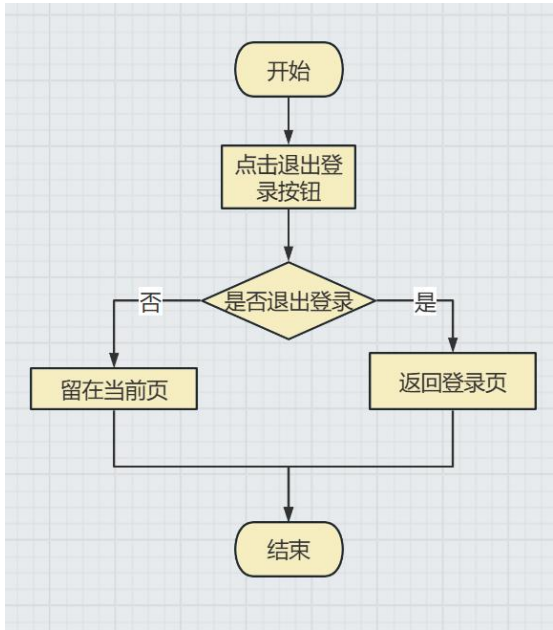 开始
点击退出登
录按钮
是否退出登录
否
是
留在当前页
返回登录页
结束